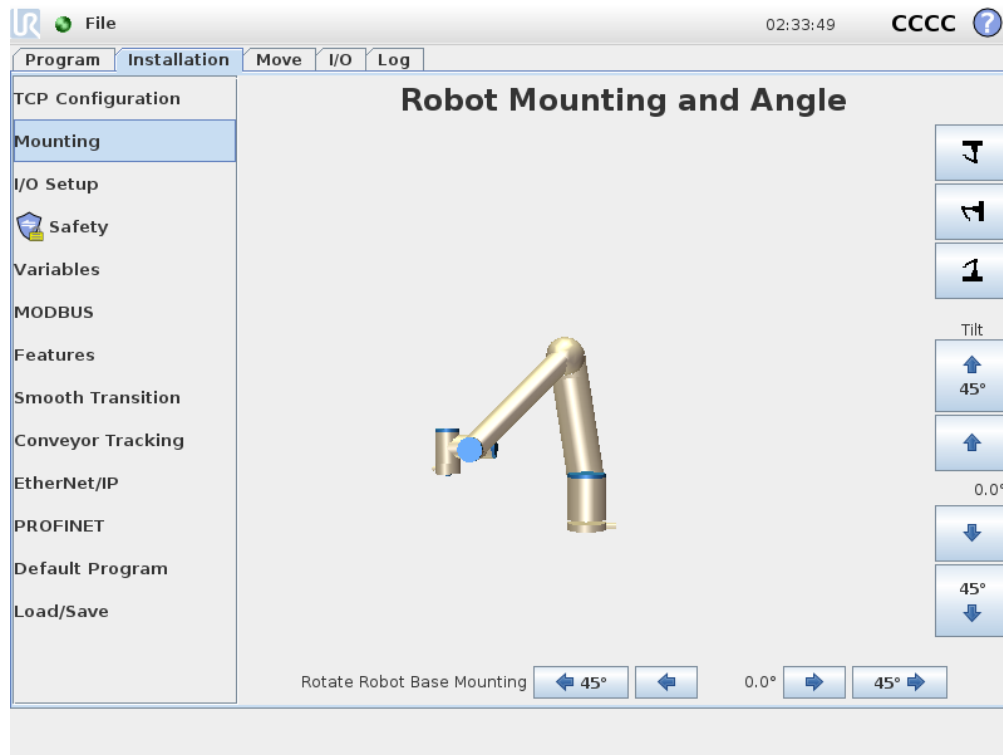 UR File 02:33:49 CCCC ?
Program Installation Move I/O Log
TCP Configuration
Mounting
I/O Setup
Safety
Variables
MODBUS
Features
Smooth Transition
Conveyor Tracking
EtherNet/IP
PROFINET
Default Program
Load/Save
Robot Mounting and Angle
Tilt
45°
0.0°
45°
Rotate Robot Base Mounting 45° 0.0° 45°